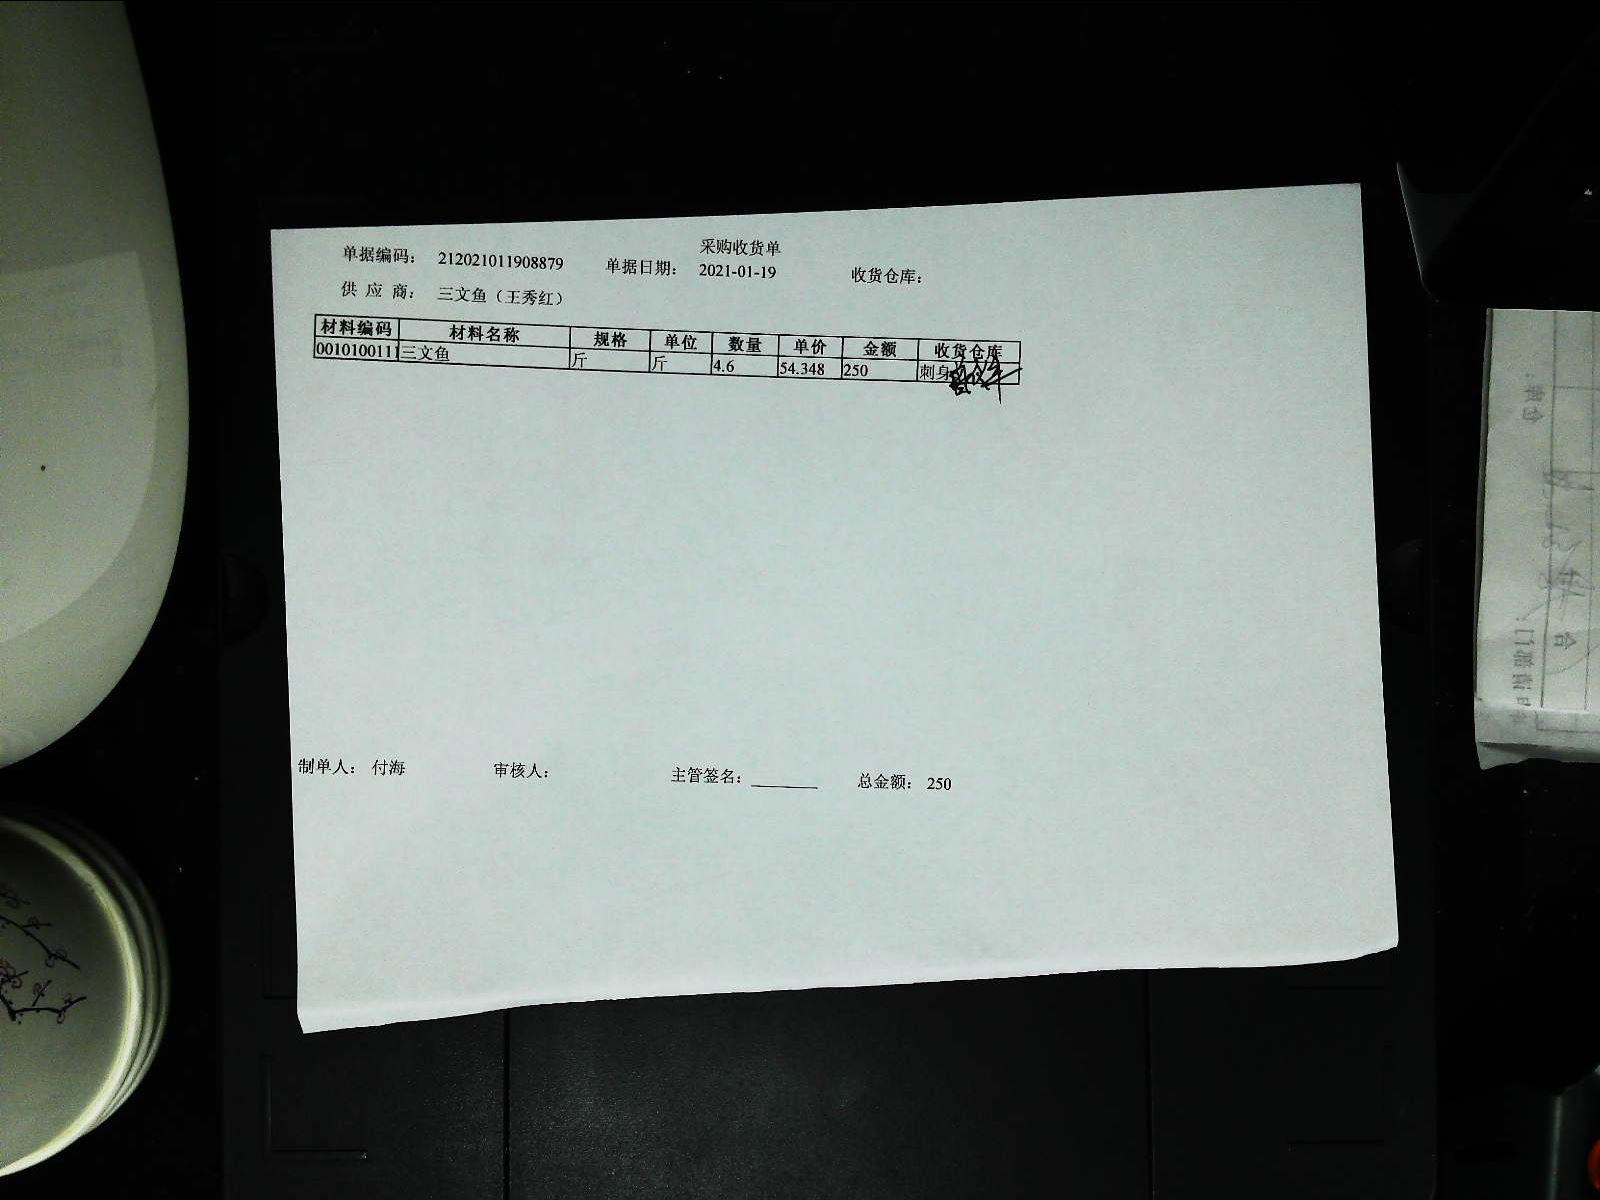 采购收货单
单据编码： 212021011908879 单据日期： 2021-01-19 收货仓库：
供 应 商： 三文鱼（王秀红）
材料编码 材料名称 规格 单位 数量 单价 金额 收货仓库
0010100111 三文鱼 斤 斤 4.6 54.348 250 刺身
制单人： 付海 审核人： 主管签名： 总金额： 250